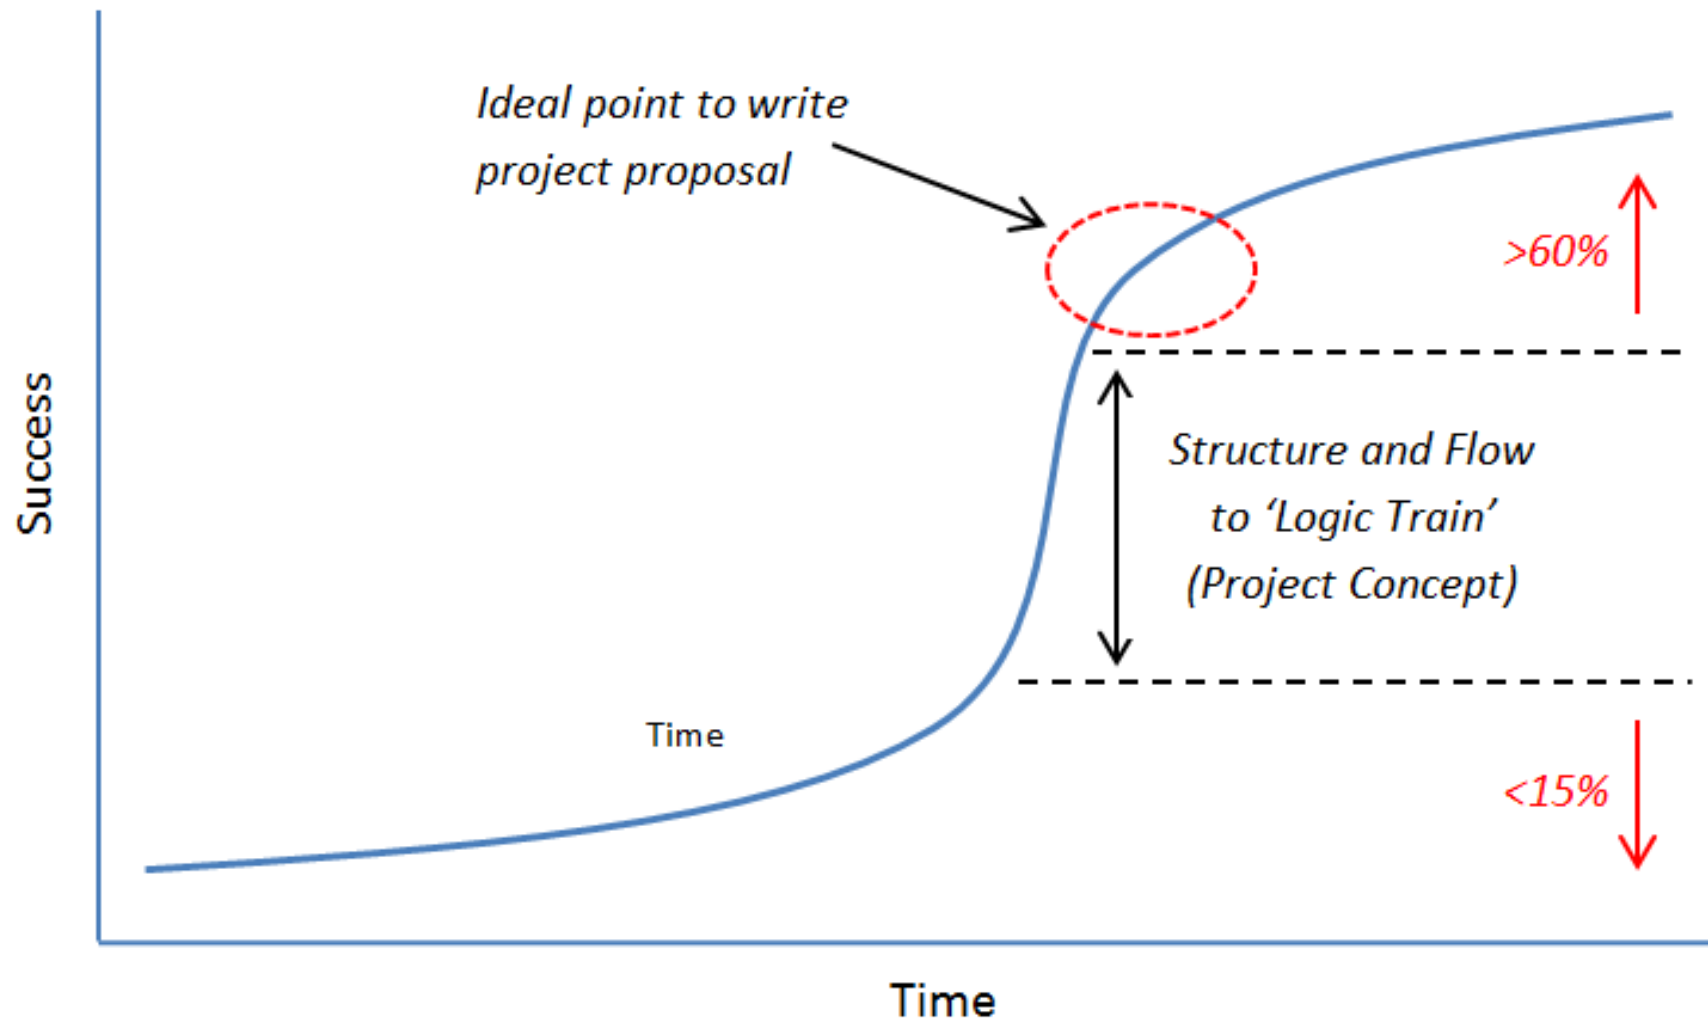 Ideal point to write
project proposal
>60%
Success
Structure and Flow
to ‘Logic Train’
(Project Concept)
Time
<15%
Time